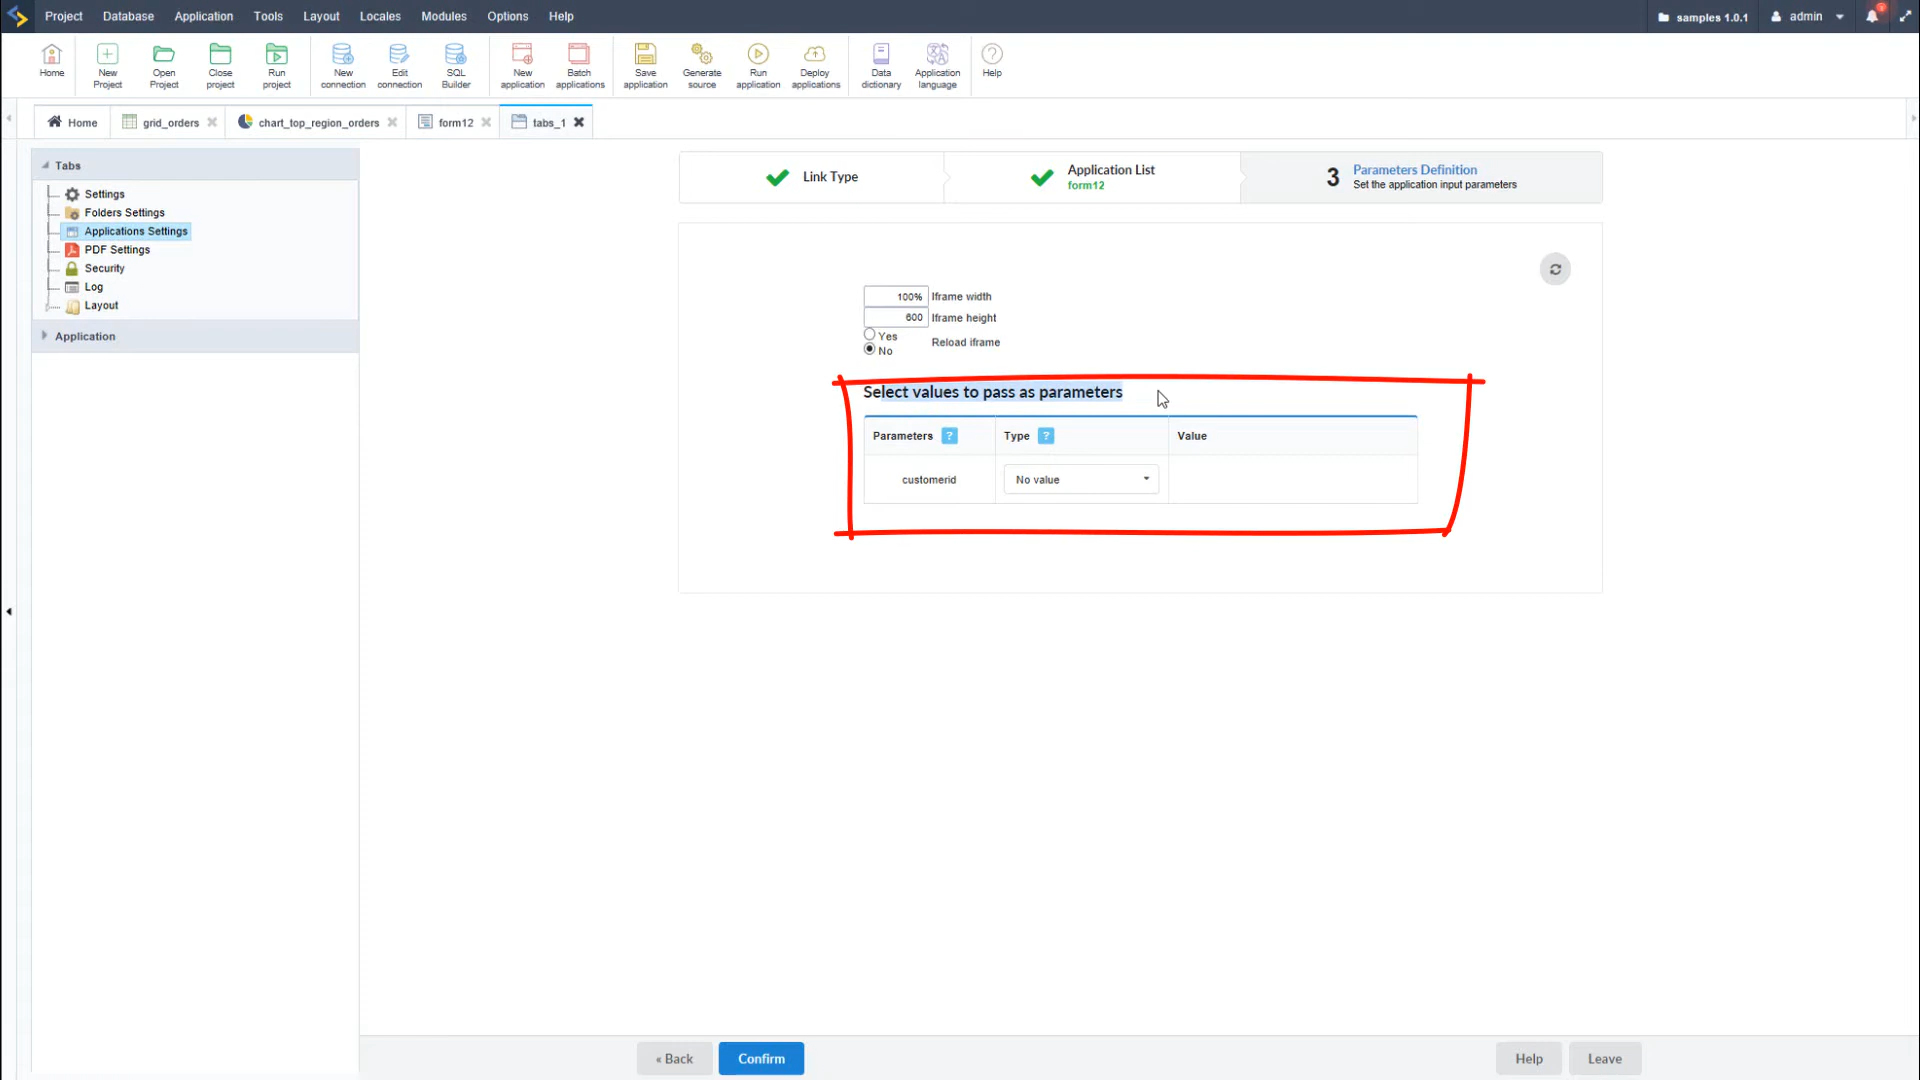 Project Database Application Tools Layout Locales Modules Options Help samples 1.0.1 admin
Home
New Project
Open Project
Close project
Run project
New connection
Edit connection
SQL Builder
New application
Batch applications
Save application
Generate source
Run application
Deploy applications
Data dictionary
Application language
Help
Home grid_orders chart_top_region_orders form12 tabs_1
Tabs
Settings
Folders Settings
Applications Settings
PDF Settings
Security
Log
Layout
Application
Link Type
Application List
form12
3 Parameters Definition
Set the application input parameters
100% Iframe width
600 Iframe height
Yes
No
Reload iframe
Select values to pass as parameters
Parameters ? Type ? Value
customerid No value
« Back Confirm Help Leave